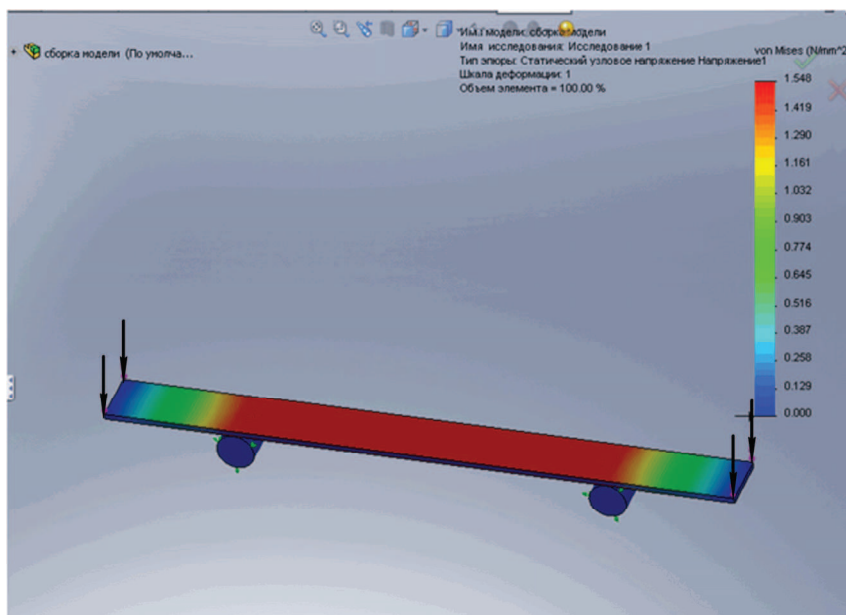 Им.I модели: сборка модели
сборка модели (По умолча...
Имя исследования: Исследование 1
von Mises (N/mm^2
Тип эпюры: Статический узловое напряжение Напряжение1
Шкала деформации: 1
Объем элемента = 100.00 %
1.548
1.419
1.290
1.161
1.032
0.903
0.774
0.645
0.516
0.387
0.258
0.129
0.000